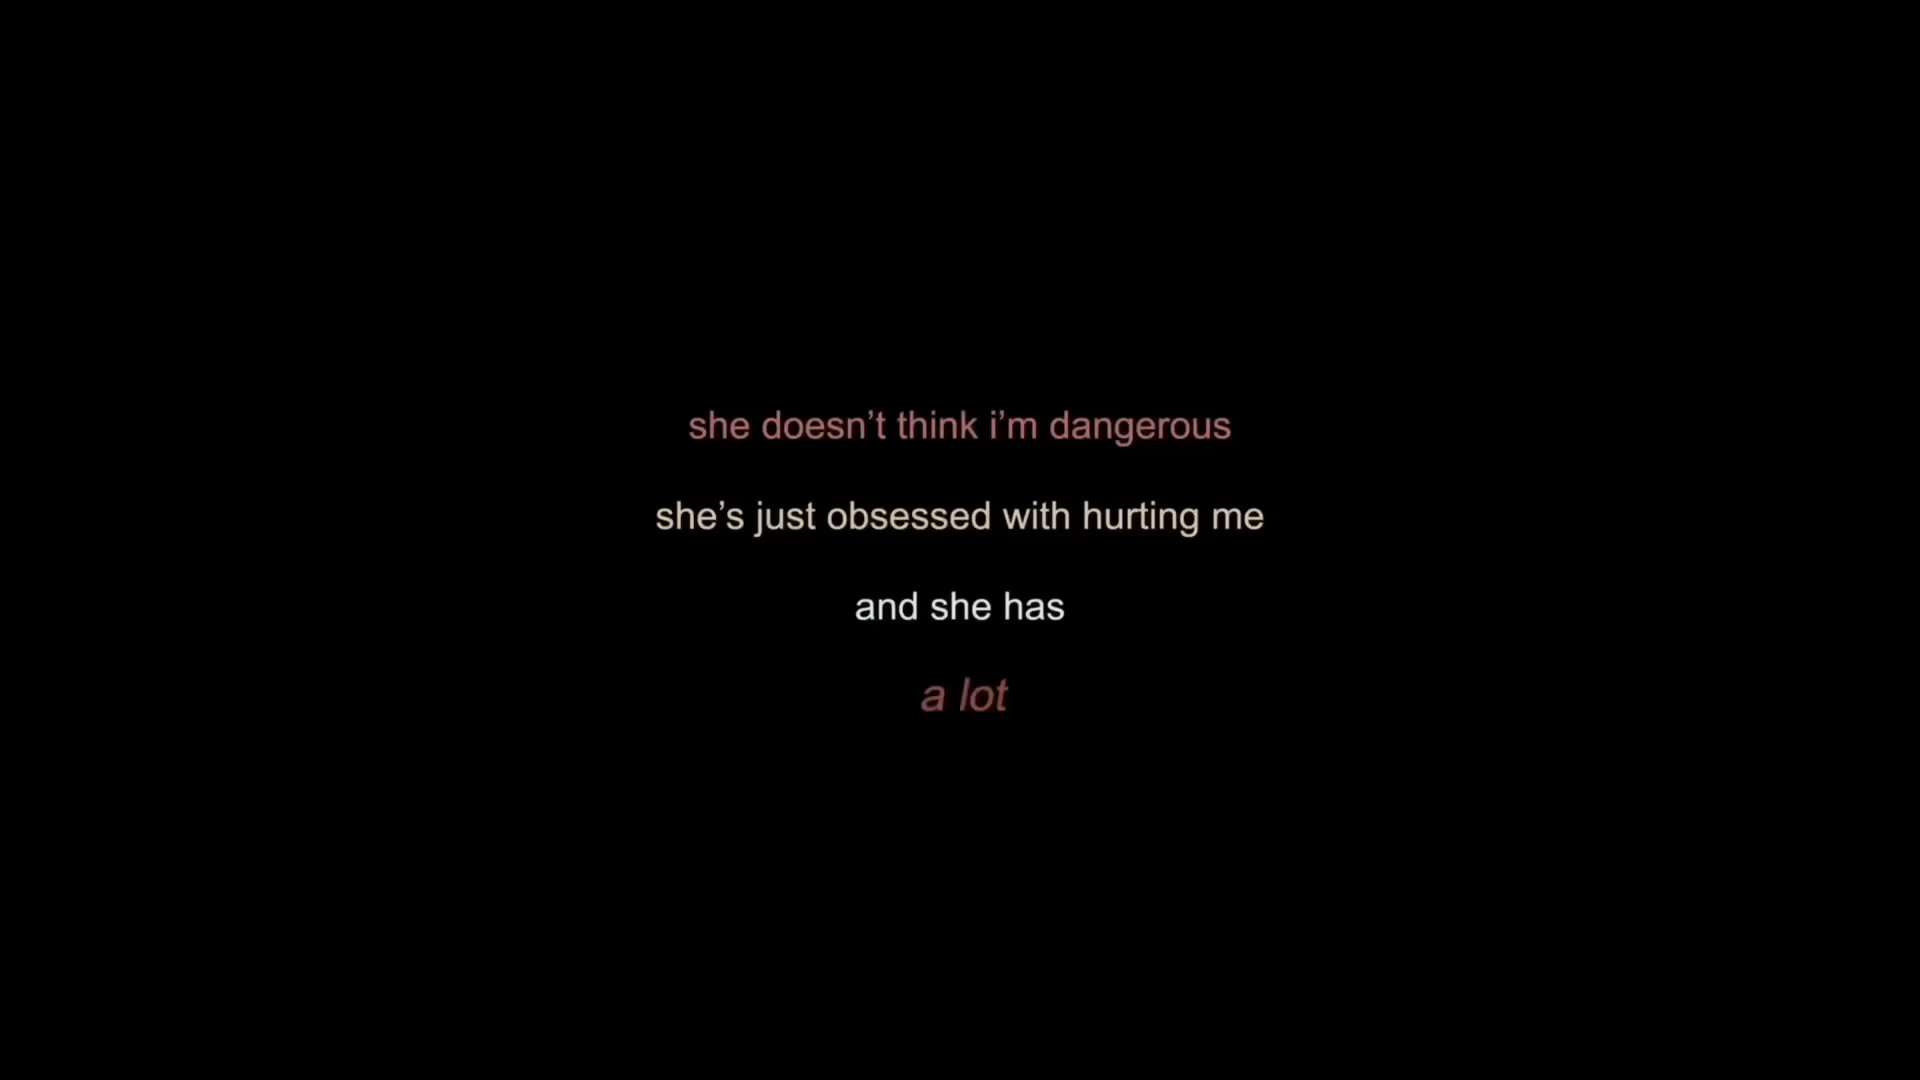 she doesn’t think i’m dangerous
she’s just obsessed with hurting me
and she has
a lot